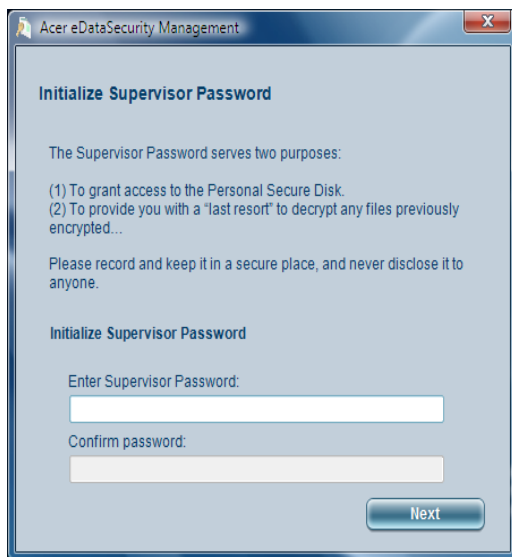 Acer eDataSecurity Management
Initialize Supervisor Password
The Supervisor Password serves two purposes:
(1) To grant access to the Personal Secure Disk.
(2) To provide you with a "last resort" to decrypt any files previously
encrypted...
Please record and keep it in a secure place, and never disclose it to
anyone.
Initialize Supervisor Password
Enter Supervisor Password:
Confirm password:
Next